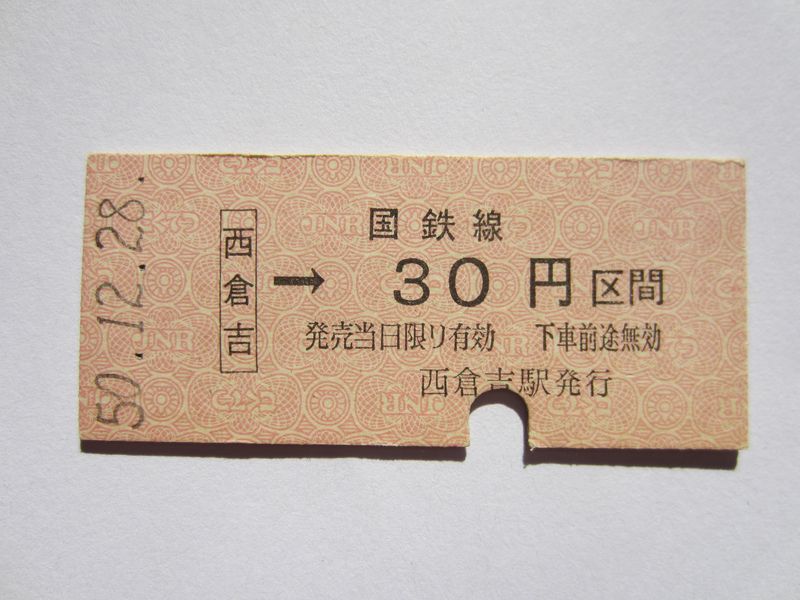 50.12.28.
西倉吉
国鉄線
→ 30円区間
発売当日限り有効 下車前途無効
西倉吉駅発行
JNR